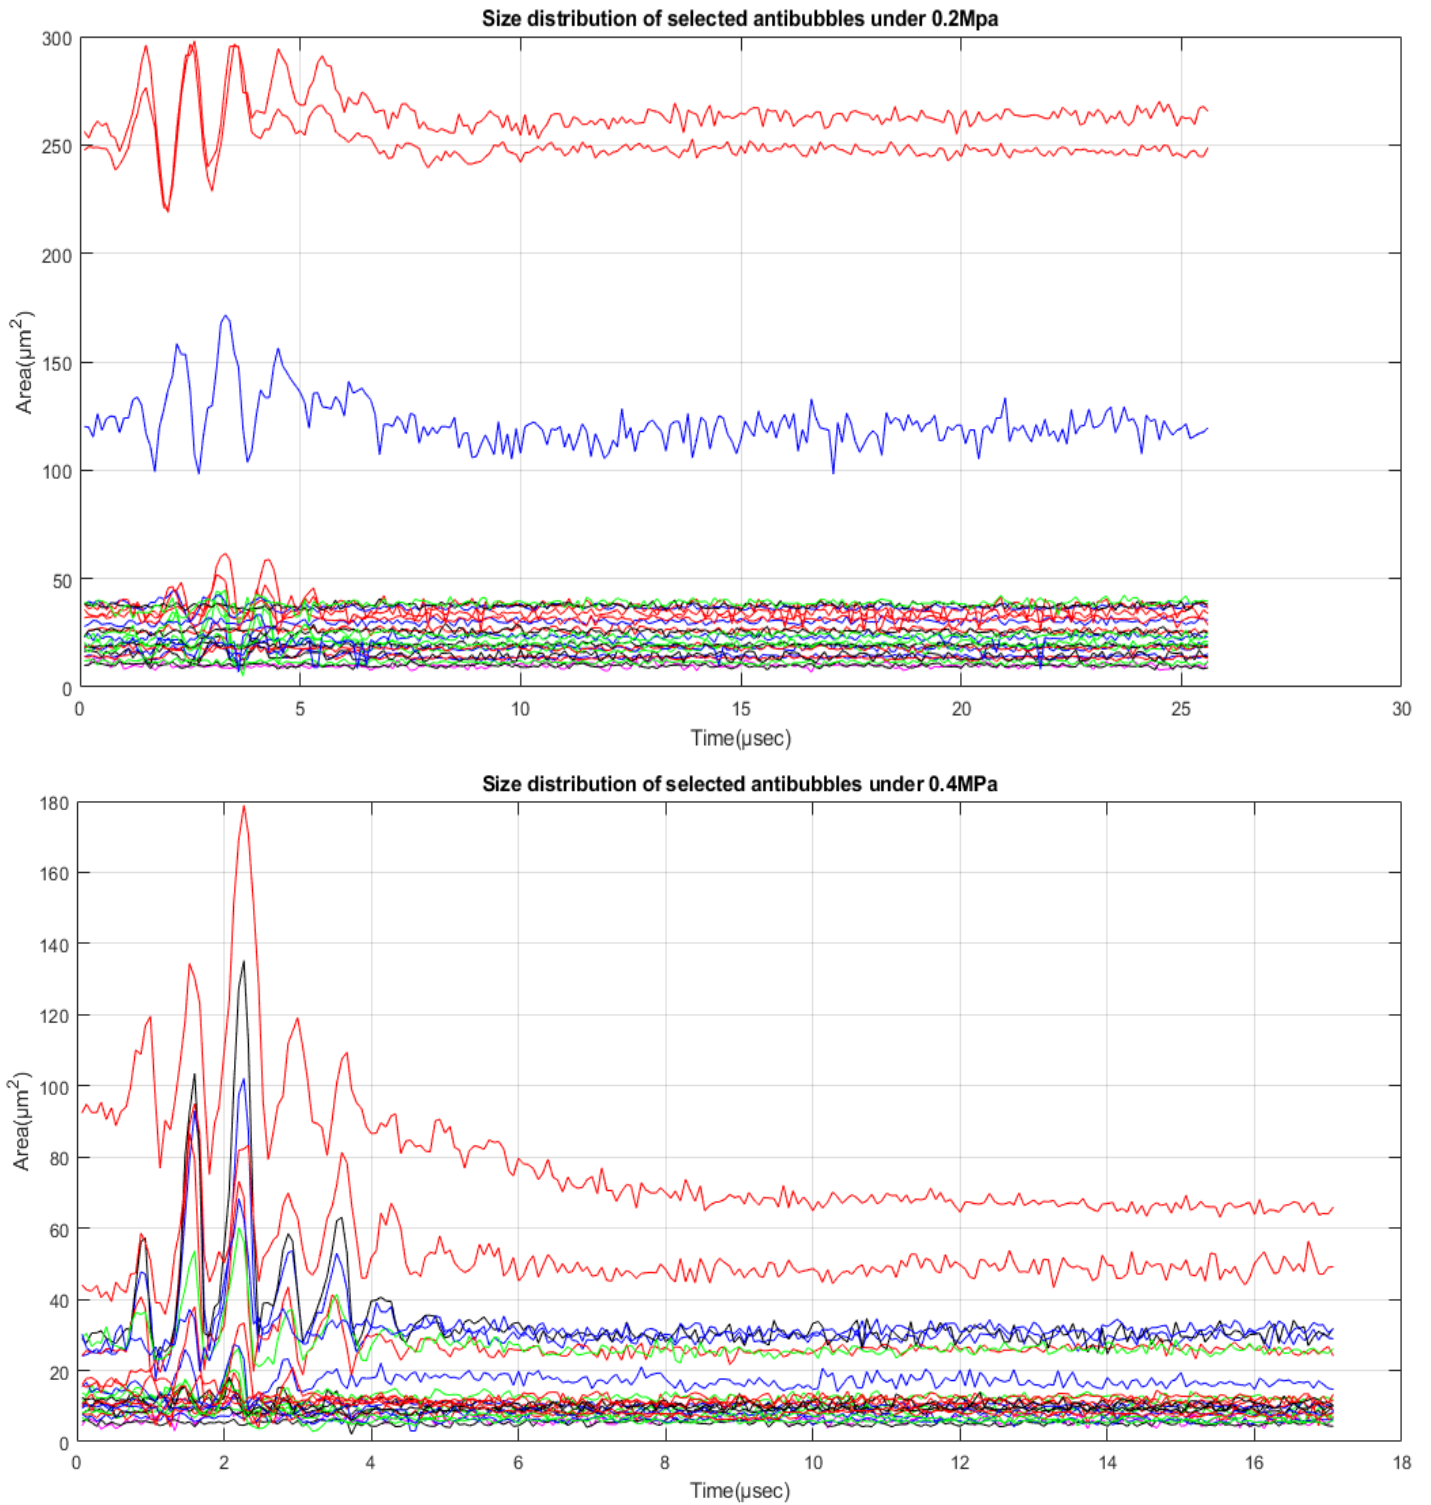 Size distribution of selected antibubbles under 0.2Mpa
300
250
200
150
100
50
0
Area(µm²)
0 5 10 15 20 25 30
Time(µsec)
Size distribution of selected antibubbles under 0.4MPa
180
160
140
120
100
80
60
40
20
0
Area(µm²)
0 2 4 6 8 10 12 14 16 18
Time(µsec)